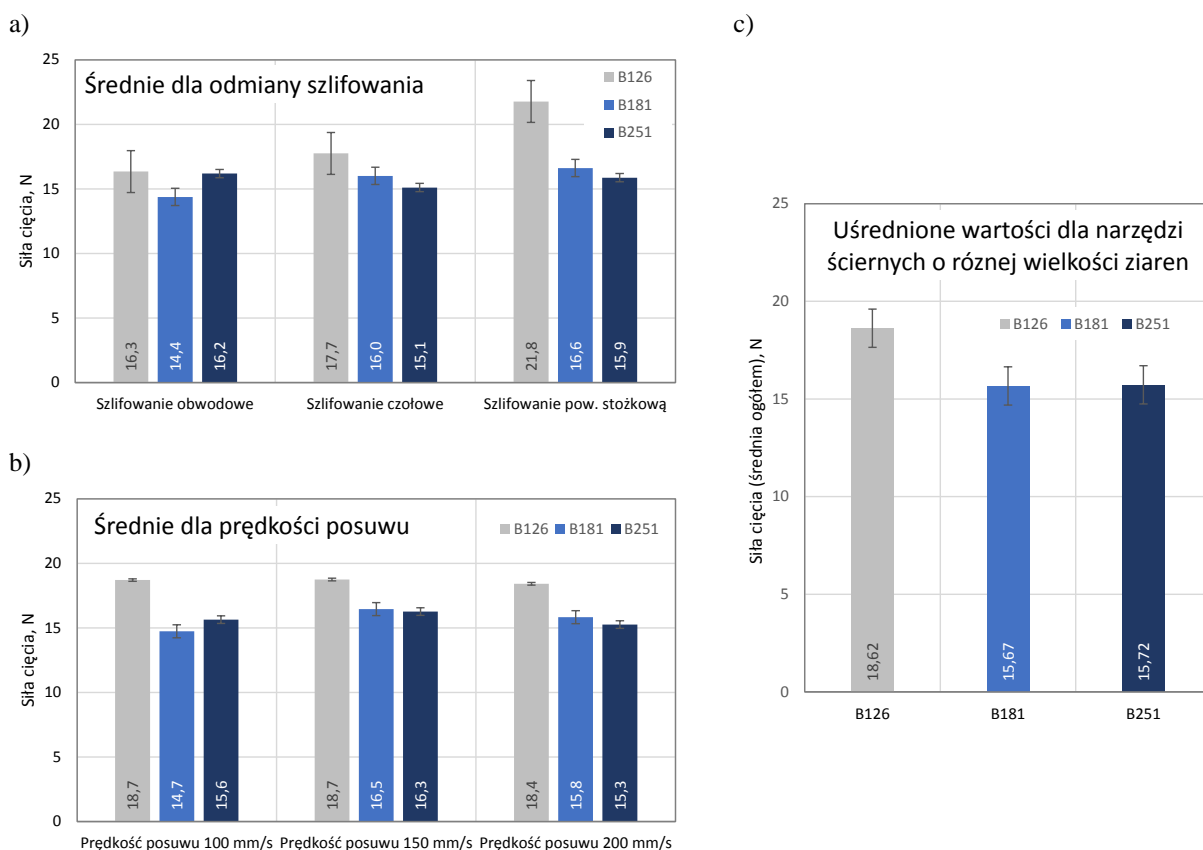 a)
25
20
15
10
5
0
Siła cięcia, N
Średnie dla odmiany szlifowania
B126
B181
B251
16,3
14,4
16,2
17,7
16,0
15,1
21,8
16,6
15,9
Szlifowanie obwodowe
Szlifowanie czołowe
Szlifowanie pow. stożkową
b)
25
20
15
10
5
0
Siła cięcia, N
Średnie dla prędkości posuwu
B126 B181 B251
18,7
14,7
15,6
18,7
16,5
16,3
18,4
15,8
15,3
Prędkość posuwu 100 mm/s
Prędkość posuwu 150 mm/s
Prędkość posuwu 200 mm/s
c)
25
20
15
10
5
0
Siła cięcia (średnia ogółem), N
Uśrednione wartości dla narzędzi
ściernych o róznej wielkości ziaren
B126 B181 B251
18,62
15,67
15,72
B126
B181
B251